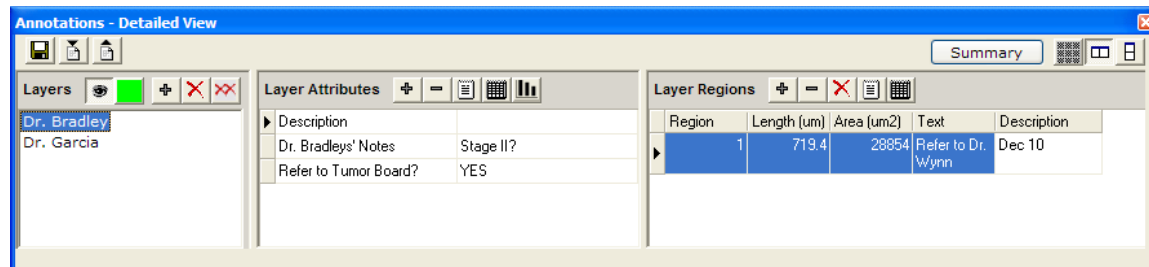 Annotations - Detailed View
Summary
Layers
Dr. Bradley
Dr. Garcia
Layer Attributes
Description
Dr. Bradleys' Notes Stage II?
Refer to Tumor Board? YES
Layer Regions
Region Length (um) Area (um2) Text Description
1 719.4 28854 Refer to Dr. Dec 10
Wynn